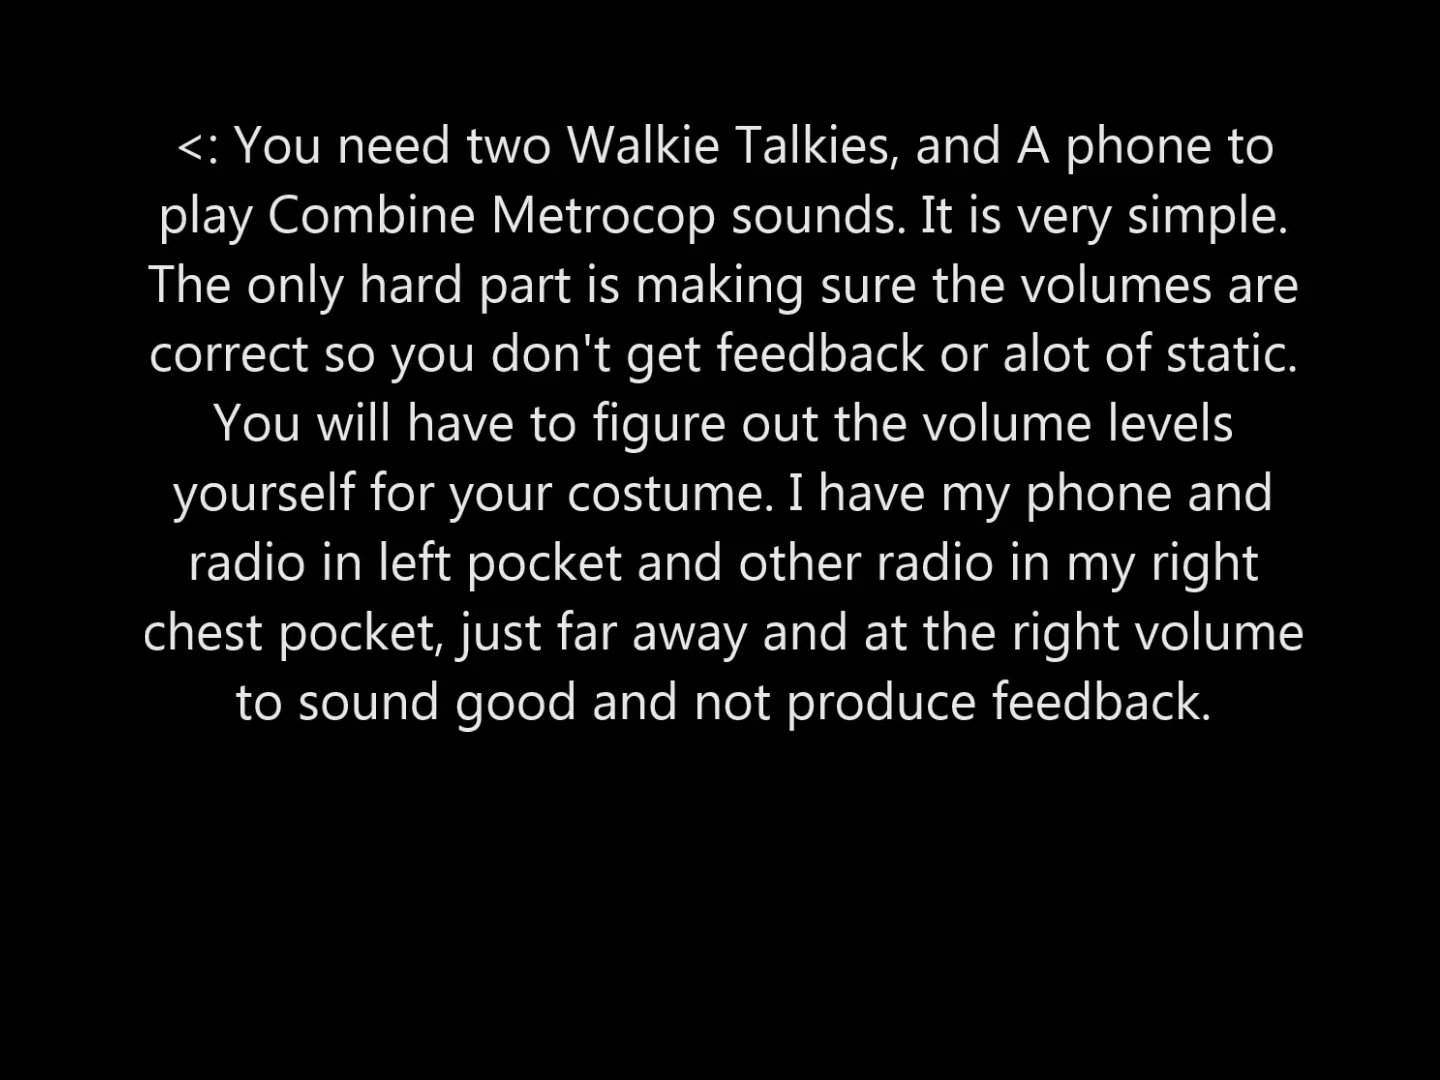 <: You need two Walkie Talkies, and A phone to
play Combine Metrocop sounds. It is very simple.
The only hard part is making sure the volumes are
correct so you don't get feedback or alot of static.
You will have to figure out the volume levels
yourself for your costume. I have my phone and
radio in left pocket and other radio in my right
chest pocket, just far away and at the right volume
to sound good and not produce feedback.